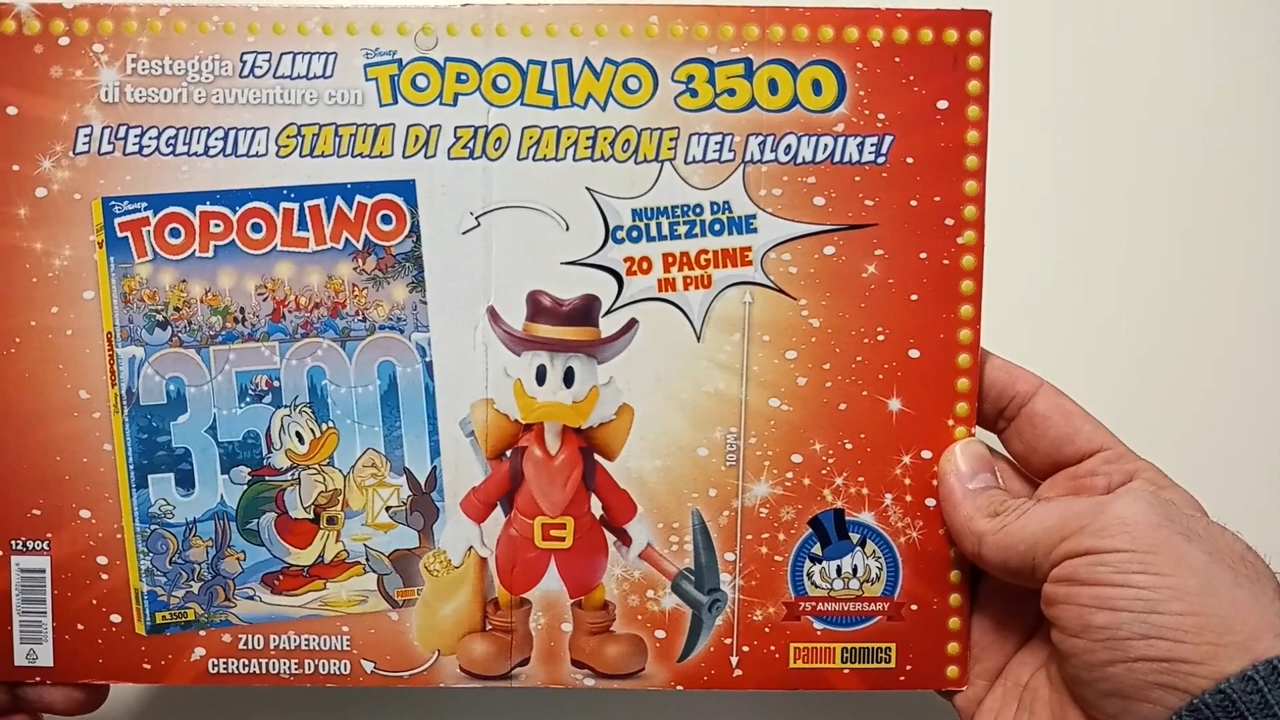 Festeggia 75 ANNI
di tesori e avventure con
DISNEY
TOPOLINO 3500
E L'ESCLUSIVA STATUA DI ZIO PAPERONE NEL KLONDIKE!
DISNEY
TOPOLINO
3500
n.3500
TOPOLINO
NUMERO DA
COLLEZIONE
20 PAGINE
IN PIÙ
10 CM
12,90€
ZIO PAPERONE
CERCATORE D'ORO
75TH ANNIVERSARY
PANINI COMICS